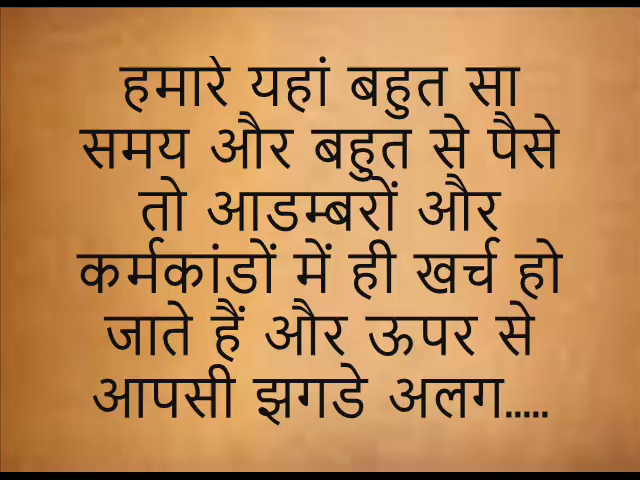 हमारे यहां बहुत सा
समय और बहुत से पैसे
तो आडम्बरों और
कर्मकांडों में ही खर्च हो
जाते हैं और ऊपर से
आपसी झगडे अलग.....